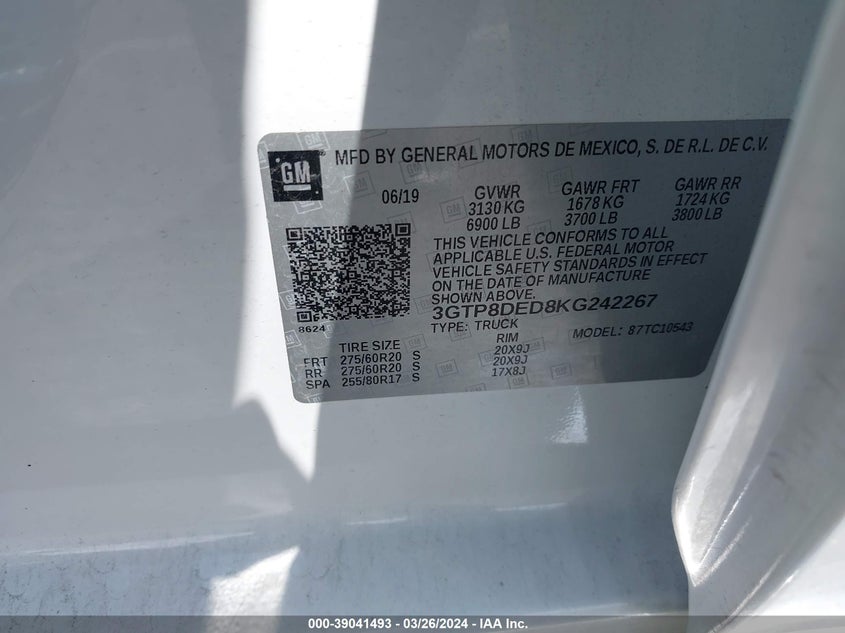 GM
MFD BY GENERAL MOTORS DE MEXICO, S. DE R.L. DE C.V.
06/19 GVWR GAWR FRT GAWR RR
3130 KG 1678 KG 1724 KG
6900 LB 3700 LB 3800 LB
THIS VEHICLE CONFORMS TO ALL
APPLICABLE U.S. FEDERAL MOTOR
VEHICLE SAFETY STANDARDS IN EFFECT
ON THE DATE OF MANUFACTURE
SHOWN ABOVE.
3GTP8DED8KG242267
8624
TYPE: TRUCK MODEL: 87TC10543
TIRE SIZE RIM
FRT 275/60R20 S 20X9J
RR 275/60R20 S 20X9J
SPA 255/80R17 S 17X8J
000-39041493 - 03/26/2024 - IAA Inc.